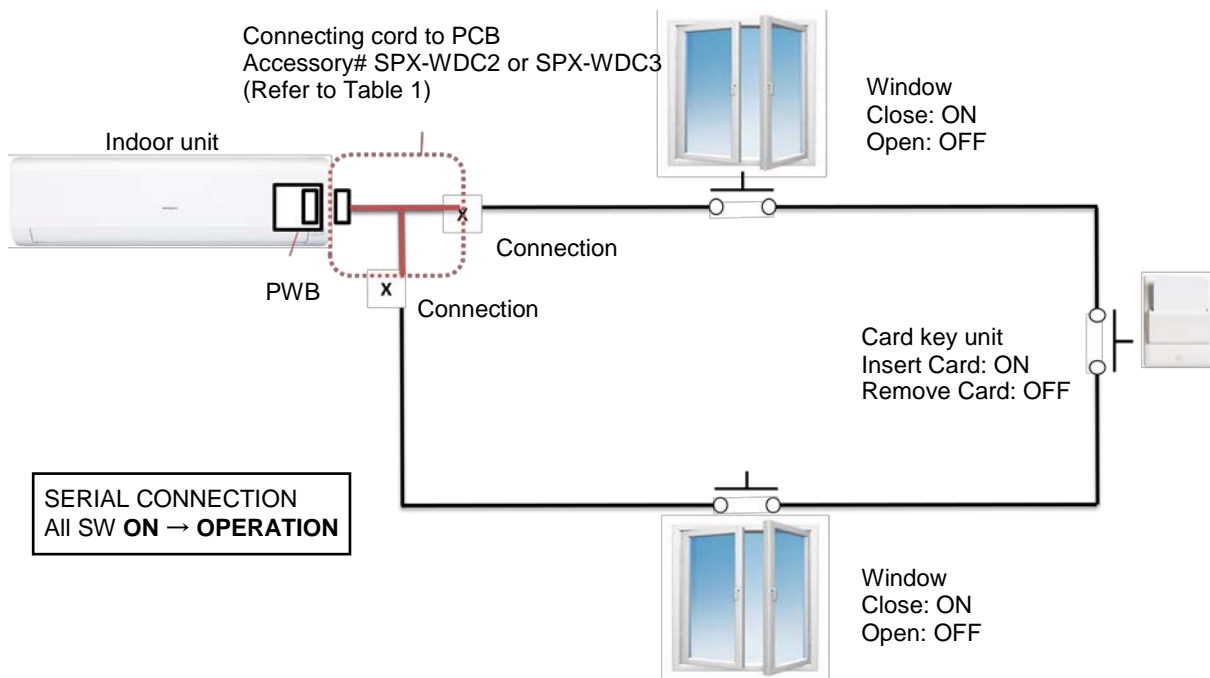 Connecting cord to PCB
Accessory# SPX-WDC2 or SPX-WDC3
(Refer to Table 1)
Window
Close: ON
Open: OFF
Indoor unit
X
Connection
PWB
X
Connection
Card key unit
Insert Card: ON
Remove Card: OFF
SERIAL CONNECTION
All SW ON → OPERATION
Window
Close: ON
Open: OFF